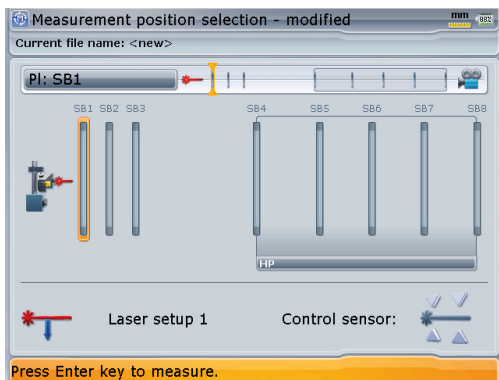 Measurement position selection - modified
mm
88%
Current file name: <new>
Pl: SB1
SB1 SB2 SB3 SB4 SB5 SB6 SB7 SB8
HP
Laser setup 1
Control sensor:
Press Enter key to measure.